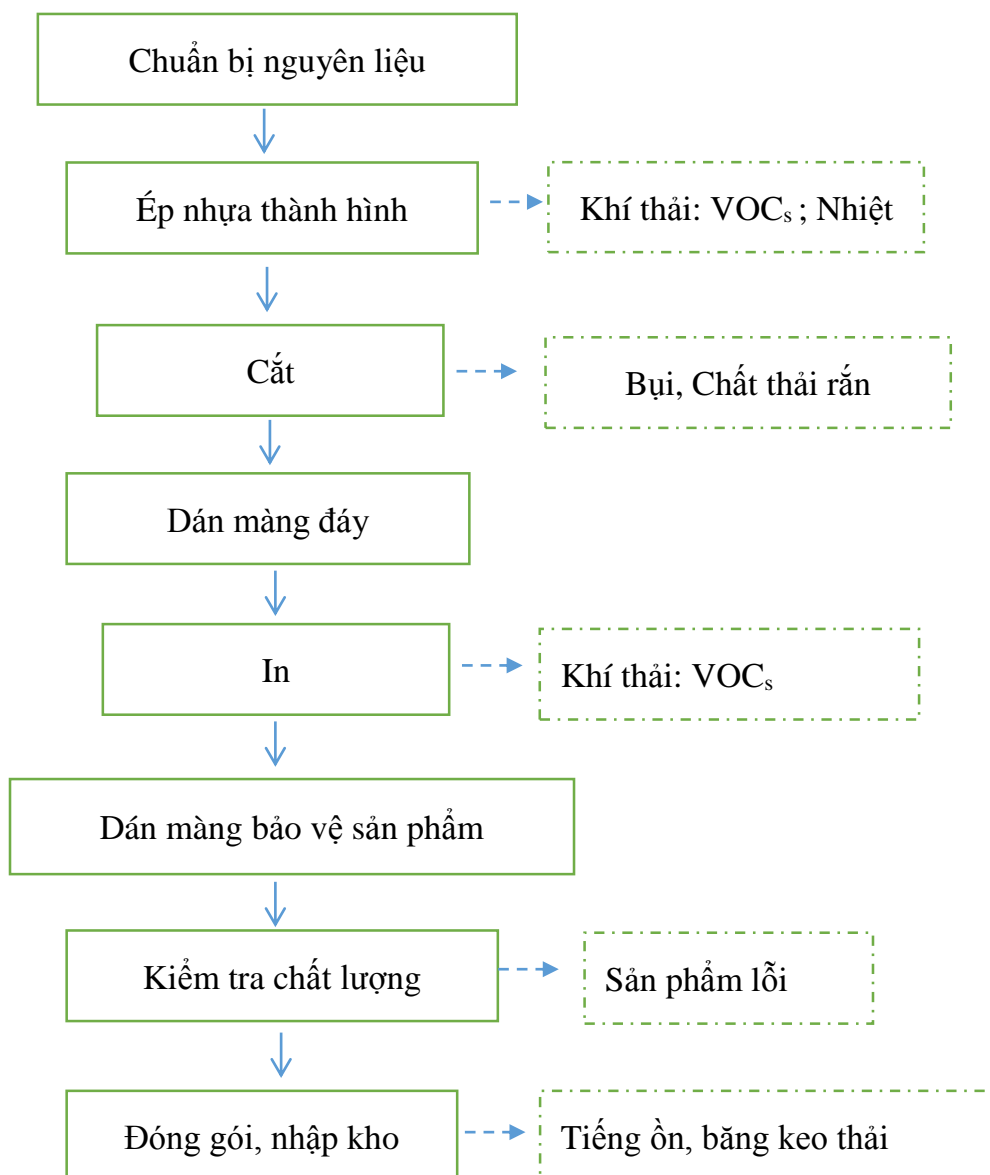 Chuẩn bị nguyên liệu
Ép nhựa thành hình
Khí thải: VOCs ; Nhiệt
Cắt
Bụi, Chất thải rắn
Dán màng đáy
In
Khí thải: VOCs
Dán màng bảo vệ sản phẩm
Kiểm tra chất lượng
Sản phẩm lỗi
Đóng gói, nhập kho
Tiếng ồn, băng keo thải